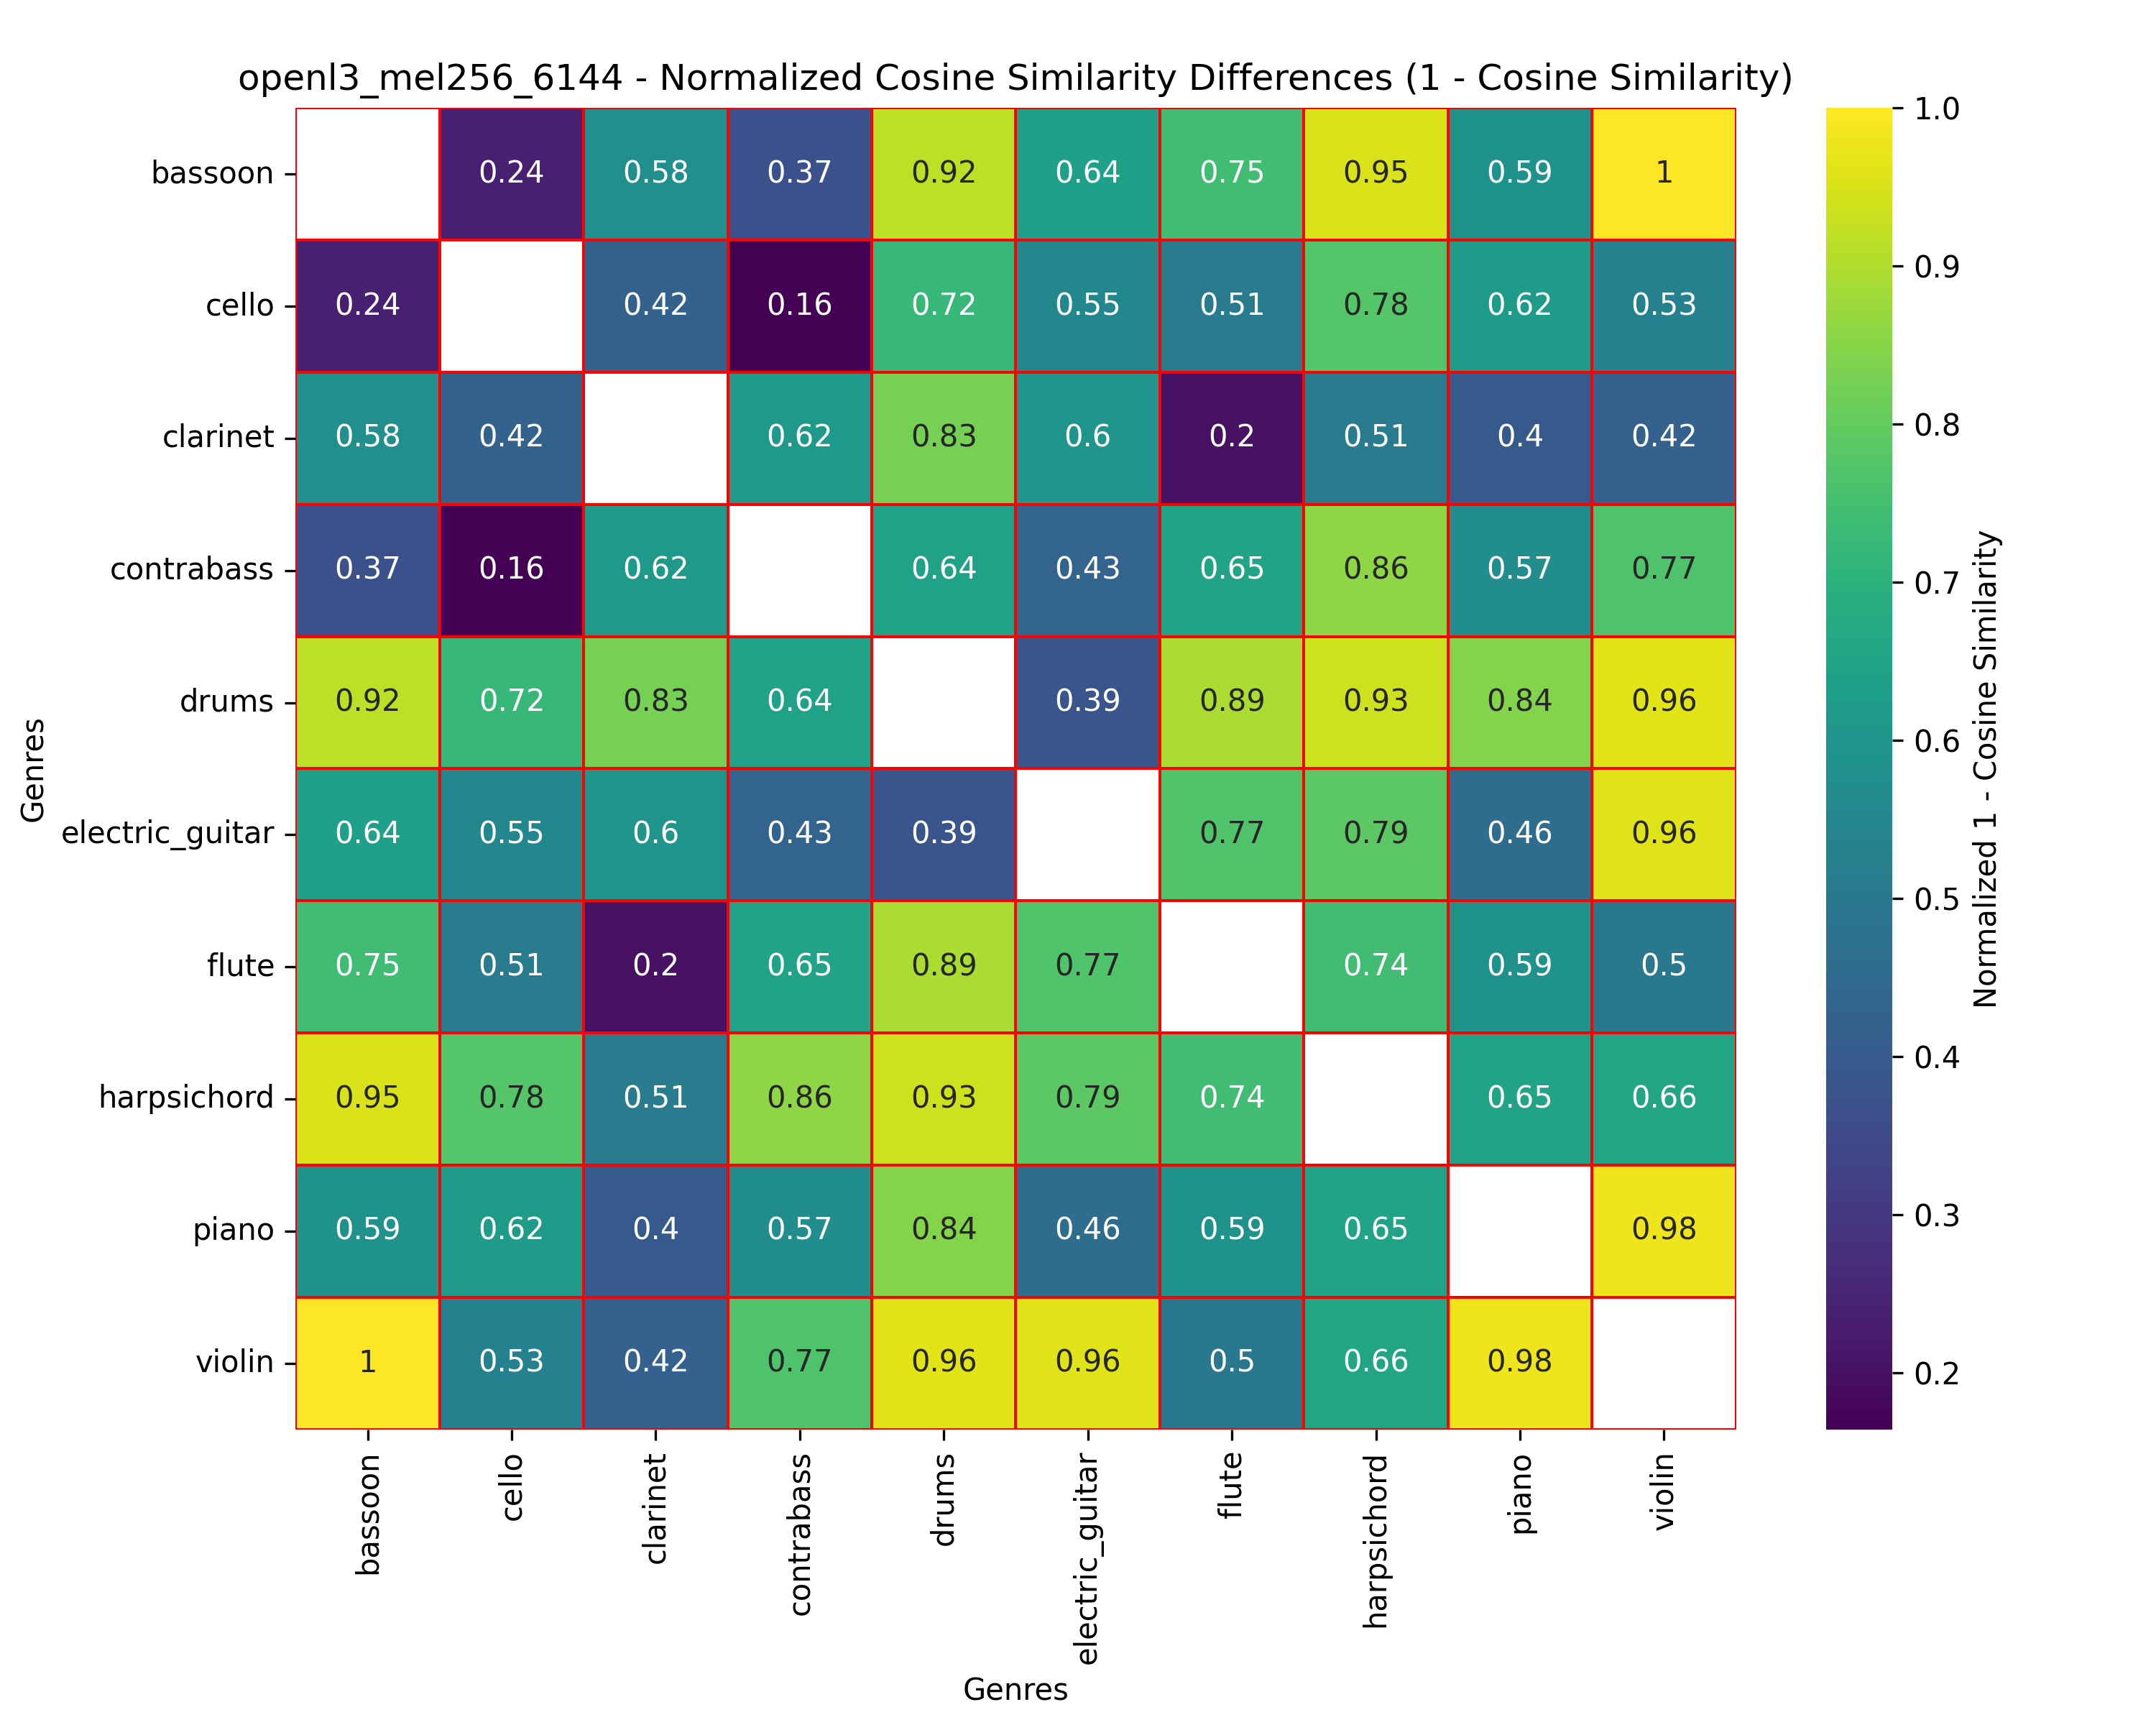 openl3_mel256_6144 - Normalized Cosine Similarity Differences (1 - Cosine Similarity)
bassoon 0.24 0.58 0.37 0.92 0.64 0.75 0.95 0.59 1
cello 0.24 0.42 0.16 0.72 0.55 0.51 0.78 0.62 0.53
clarinet 0.58 0.42 0.62 0.83 0.6 0.2 0.51 0.4 0.42
contrabass 0.37 0.16 0.62 0.64 0.43 0.65 0.86 0.57 0.77
drums 0.92 0.72 0.83 0.64 0.39 0.89 0.93 0.84 0.96
electric_guitar 0.64 0.55 0.6 0.43 0.39 0.77 0.79 0.46 0.96
flute 0.75 0.51 0.2 0.65 0.89 0.77 0.74 0.59 0.5
harpsichord 0.95 0.78 0.51 0.86 0.93 0.79 0.74 0.65 0.66
piano 0.59 0.62 0.4 0.57 0.84 0.46 0.59 0.65 0.98
violin 1 0.53 0.42 0.77 0.96 0.96 0.5 0.66 0.98
Genres
bassoon
cello
clarinet
contrabass
drums
electric_guitar
flute
harpsichord
piano
violin
Genres
1.0
0.9
0.8
0.7
0.6
0.5
0.4
0.3
0.2
Normalized 1 - Cosine Similarity